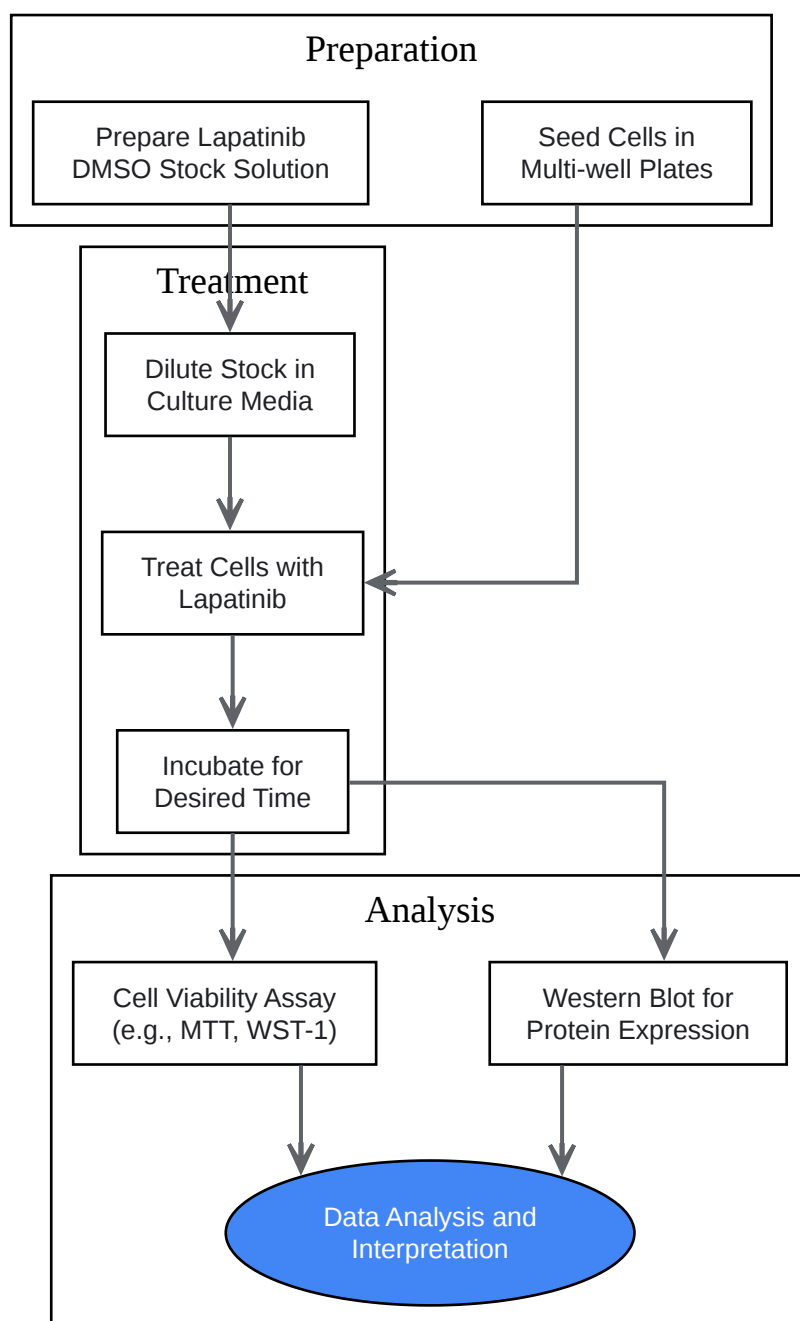 Preparation
Prepare Lapatinib
DMSO Stock Solution
Seed Cells in
Multi-well Plates
Treatment
Dilute Stock in
Culture Media
Treat Cells with
Lapatinib
Incubate for
Desired Time
Analysis
Cell Viability Assay
(e.g., MTT, WST-1)
Western Blot for
Protein Expression
Data Analysis and
Interpretation